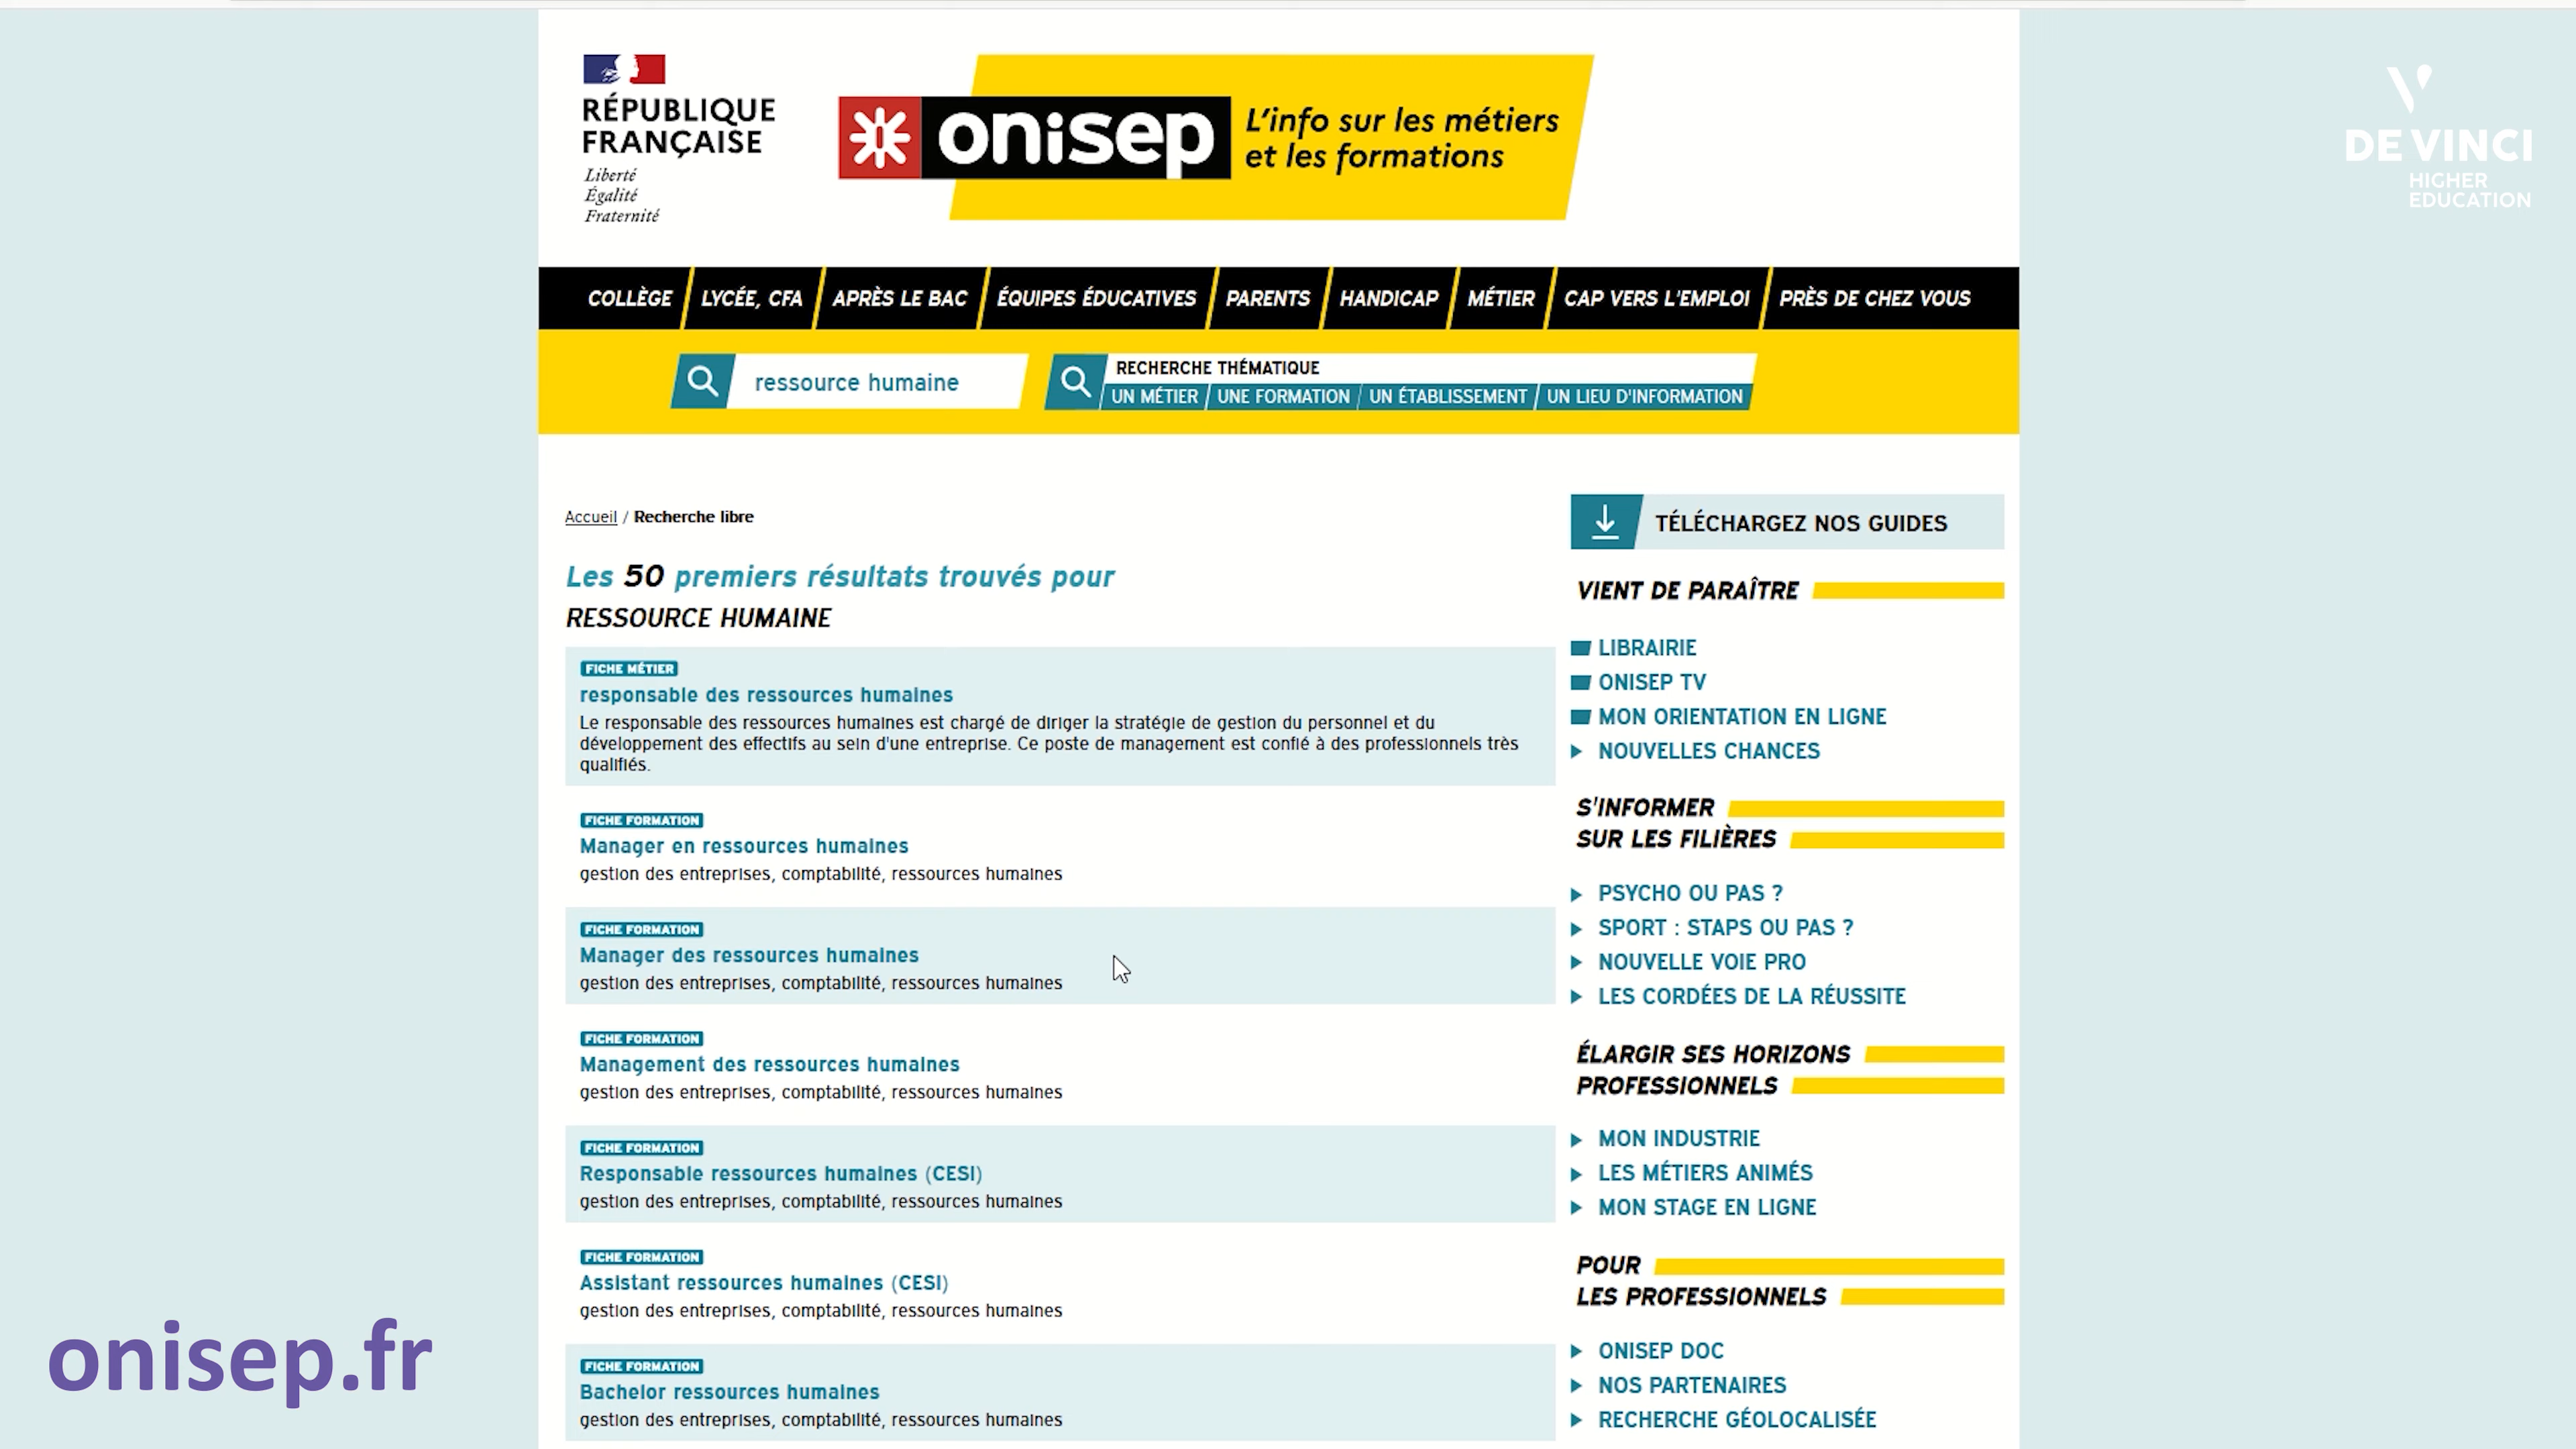 RÉPUBLIQUE
FRANÇAISE
Liberté
Égalité
Fraternité
onisep
L'info sur les métiers
et les formations
DE VINCI
HIGHER
EDUCATION
COLLÈGE LYCÉE, CFA APRÈS LE BAC ÉQUIPES ÉDUCATIVES PARENTS HANDICAP MÉTIER CAP VERS L'EMPLOI PRÈS DE CHEZ VOUS
ressource humaine
RECHERCHE THÉMATIQUE
UN MÉTIER UNE FORMATION UN ÉTABLISSEMENT UN LIEU D'INFORMATION
Accueil / Recherche libre
Les 50 premiers résultats trouvés pour
RESSOURCE HUMAINE
FICHE MÉTIER
responsable des ressources humaines
Le responsable des ressources humaines est chargé de diriger la stratégie de gestion du personnel et du
développement des effectifs au sein d'une entreprise. Ce poste de management est confié à des professionnels très
qualifiés.
FICHE FORMATION
Manager en ressources humaines
gestion des entreprises, comptabilité, ressources humaines
FICHE FORMATION
Manager des ressources humaines
gestion des entreprises, comptabilité, ressources humaines
FICHE FORMATION
Management des ressources humaines
gestion des entreprises, comptabilité, ressources humaines
FICHE FORMATION
Responsable ressources humaines (CESI)
gestion des entreprises, comptabilité, ressources humaines
FICHE FORMATION
Assistant ressources humaines (CESI)
gestion des entreprises, comptabilité, ressources humaines
FICHE FORMATION
Bachelor ressources humaines
gestion des entreprises, comptabilité, ressources humaines
TÉLÉCHARGEZ NOS GUIDES
VIENT DE PARAÎTRE
LIBRAIRIE
ONISEP TV
MON ORIENTATION EN LIGNE
NOUVELLES CHANCES
S'INFORMER
SUR LES FILIÈRES
PSYCHO OU PAS ?
SPORT : STAPS OU PAS ?
NOUVELLE VOIE PRO
LES CORDÉES DE LA RÉUSSITE
ÉLARGIR SES HORIZONS
PROFESSIONNELS
MON INDUSTRIE
LES MÉTIERS ANIMÉS
MON STAGE EN LIGNE
POUR
LES PROFESSIONNELS
ONISEP DOC
NOS PARTENAIRES
RECHERCHE GÉOLOCALISÉE
onisep.fr